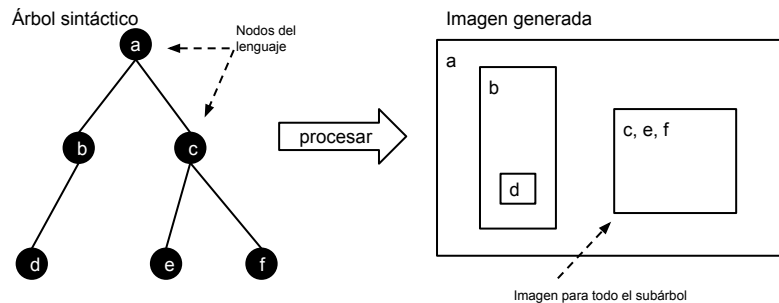 Árbol sintáctico
Nodos del
lenguaje
a
b
c
d
e
f
procesar
Imagen generada
a
b
c, e, f
d
Imagen para todo el subárbol